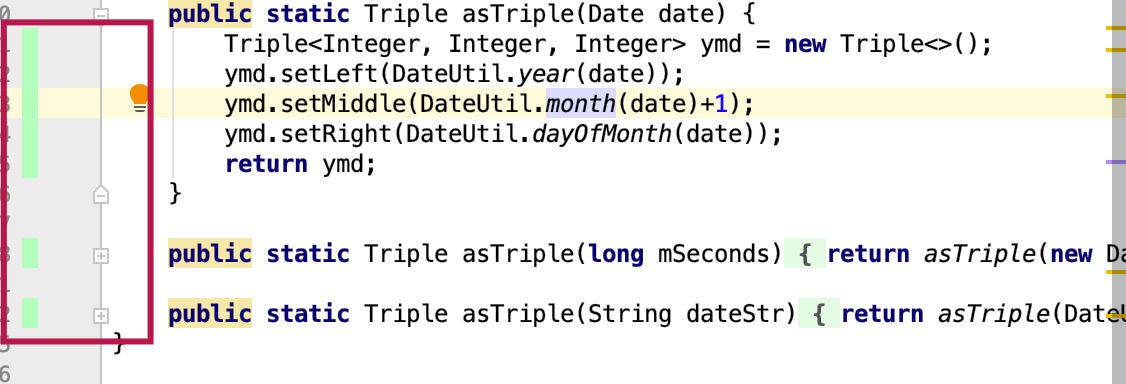 public static Triple asTriple(Date date) {
Triple<Integer, Integer, Integer> ymd = new Triple<>();
ymd.setLeft(DateUtil.year(date));
ymd.setMiddle(DateUtil.month(date)+1);
ymd.setRight(DateUtil.dayOfMonth(date));
return ymd;
}
public static Triple asTriple(long mSeconds) { return asTriple(new Da
public static Triple asTriple(String dateStr) { return asTriple(Date
}
6